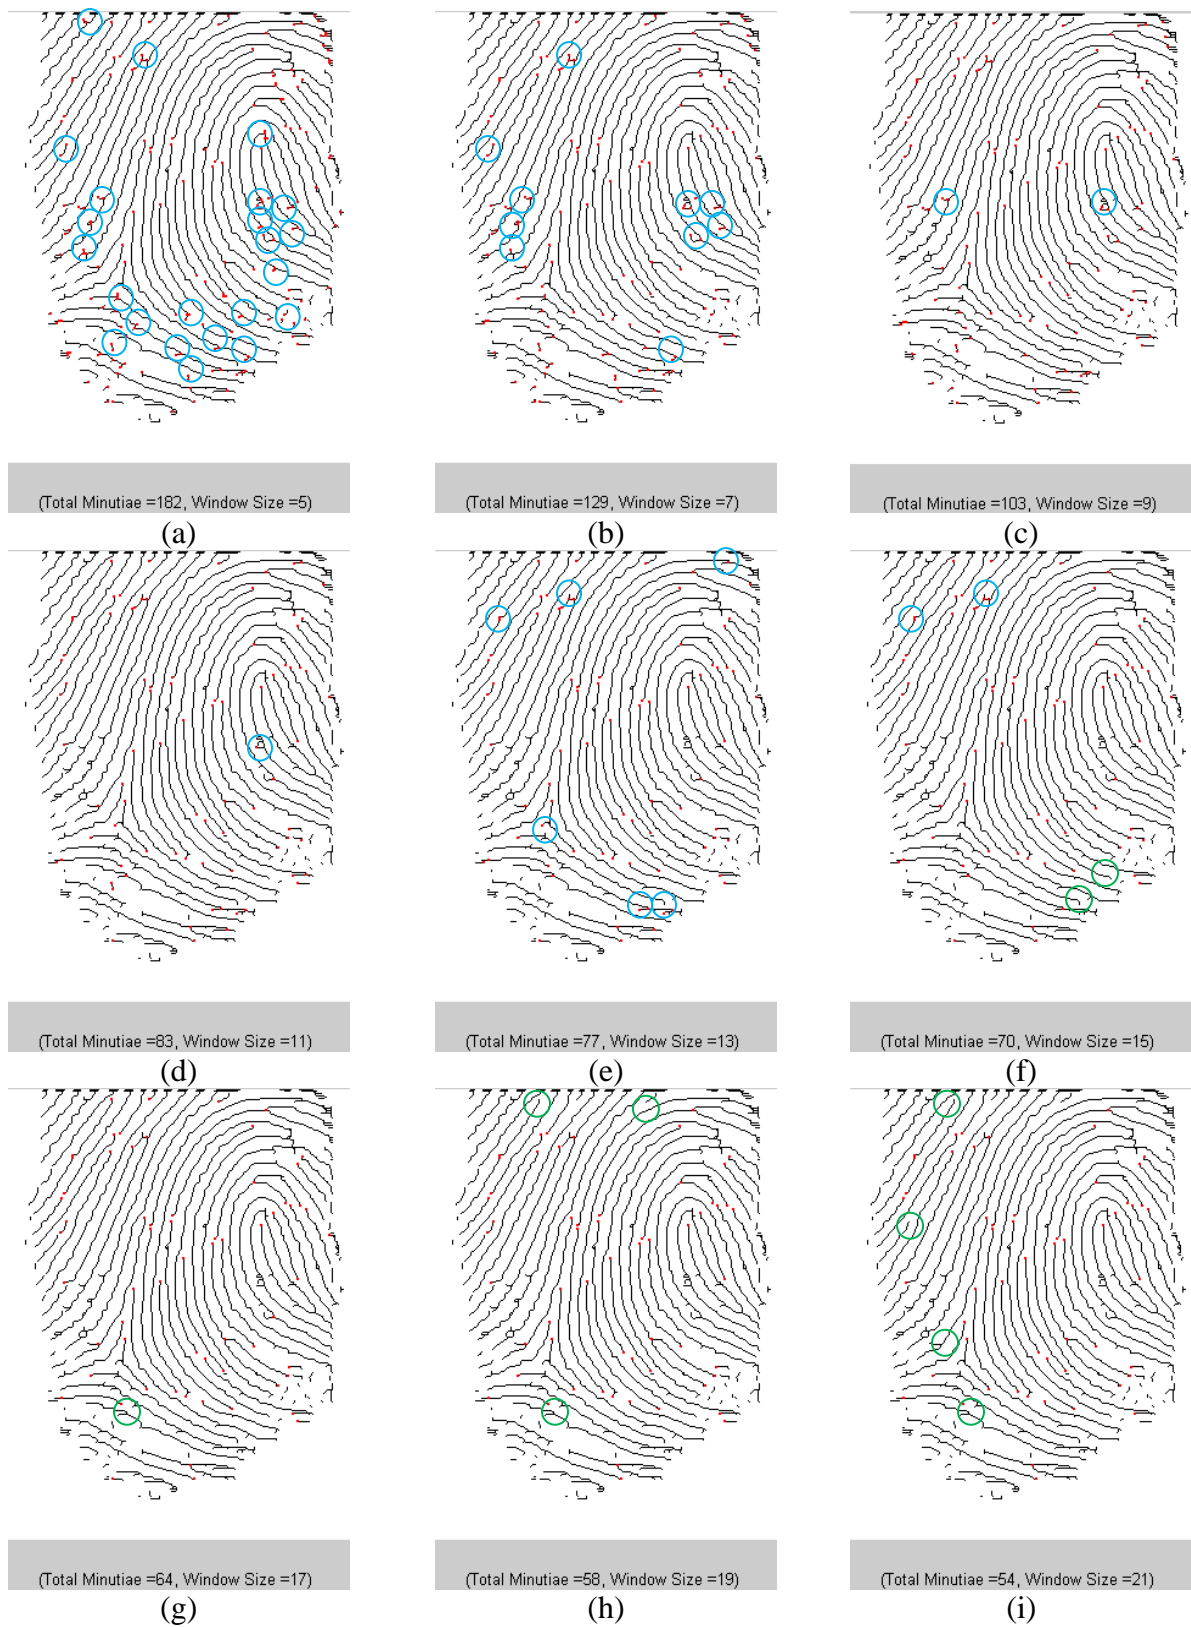 (Total Minutiae =182, Window Size =5)
(a)
(Total Minutiae =129, Window Size =7)
(b)
(Total Minutiae =103, Window Size =9)
(c)
(Total Minutiae =83, Window Size =11)
(d)
(Total Minutiae =77, Window Size =13)
(e)
(Total Minutiae =70, Window Size =15)
(f)
(Total Minutiae =64, Window Size =17)
(g)
(Total Minutiae =58, Window Size =19)
(h)
(Total Minutiae =54, Window Size =21)
(i)